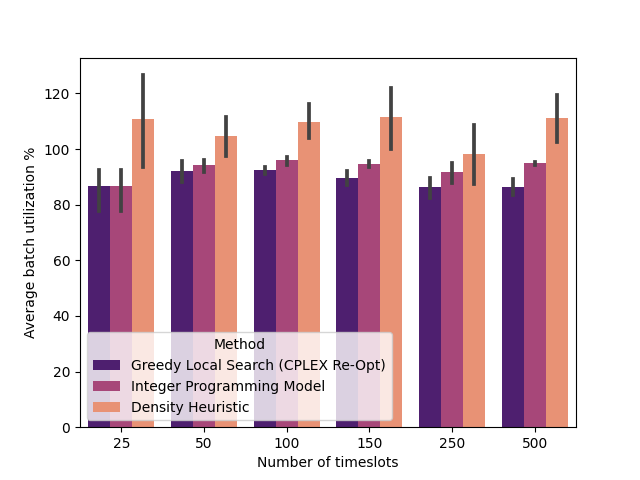 120
100
80
60
40
20
0
Average batch utilization %
Method
Greedy Local Search (CPLEX Re-Opt)
Integer Programming Model
Density Heuristic
25 50 100 150 250 500
Number of timeslots